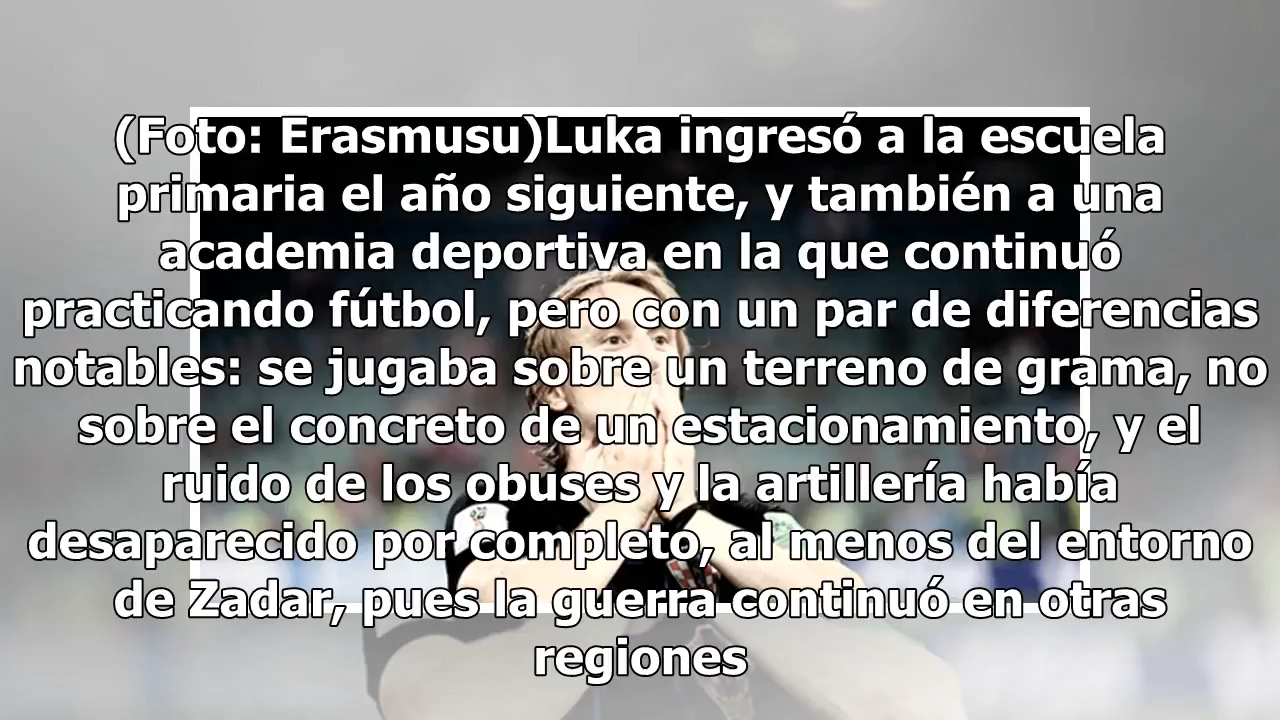 (Foto: Erasmusu)Luka ingresó a la escuela
primaria el año siguiente, y también a una
academia deportiva en la que continuó
practicando fútbol, pero con un par de diferencias
notables: se jugaba sobre un terreno de grama, no
sobre el concreto de un estacionamiento, y el
ruido de los obuses y la artillería había
desaparecido por completo, al menos del entorno
de Zadar, pues la guerra continuó en otras
regiones